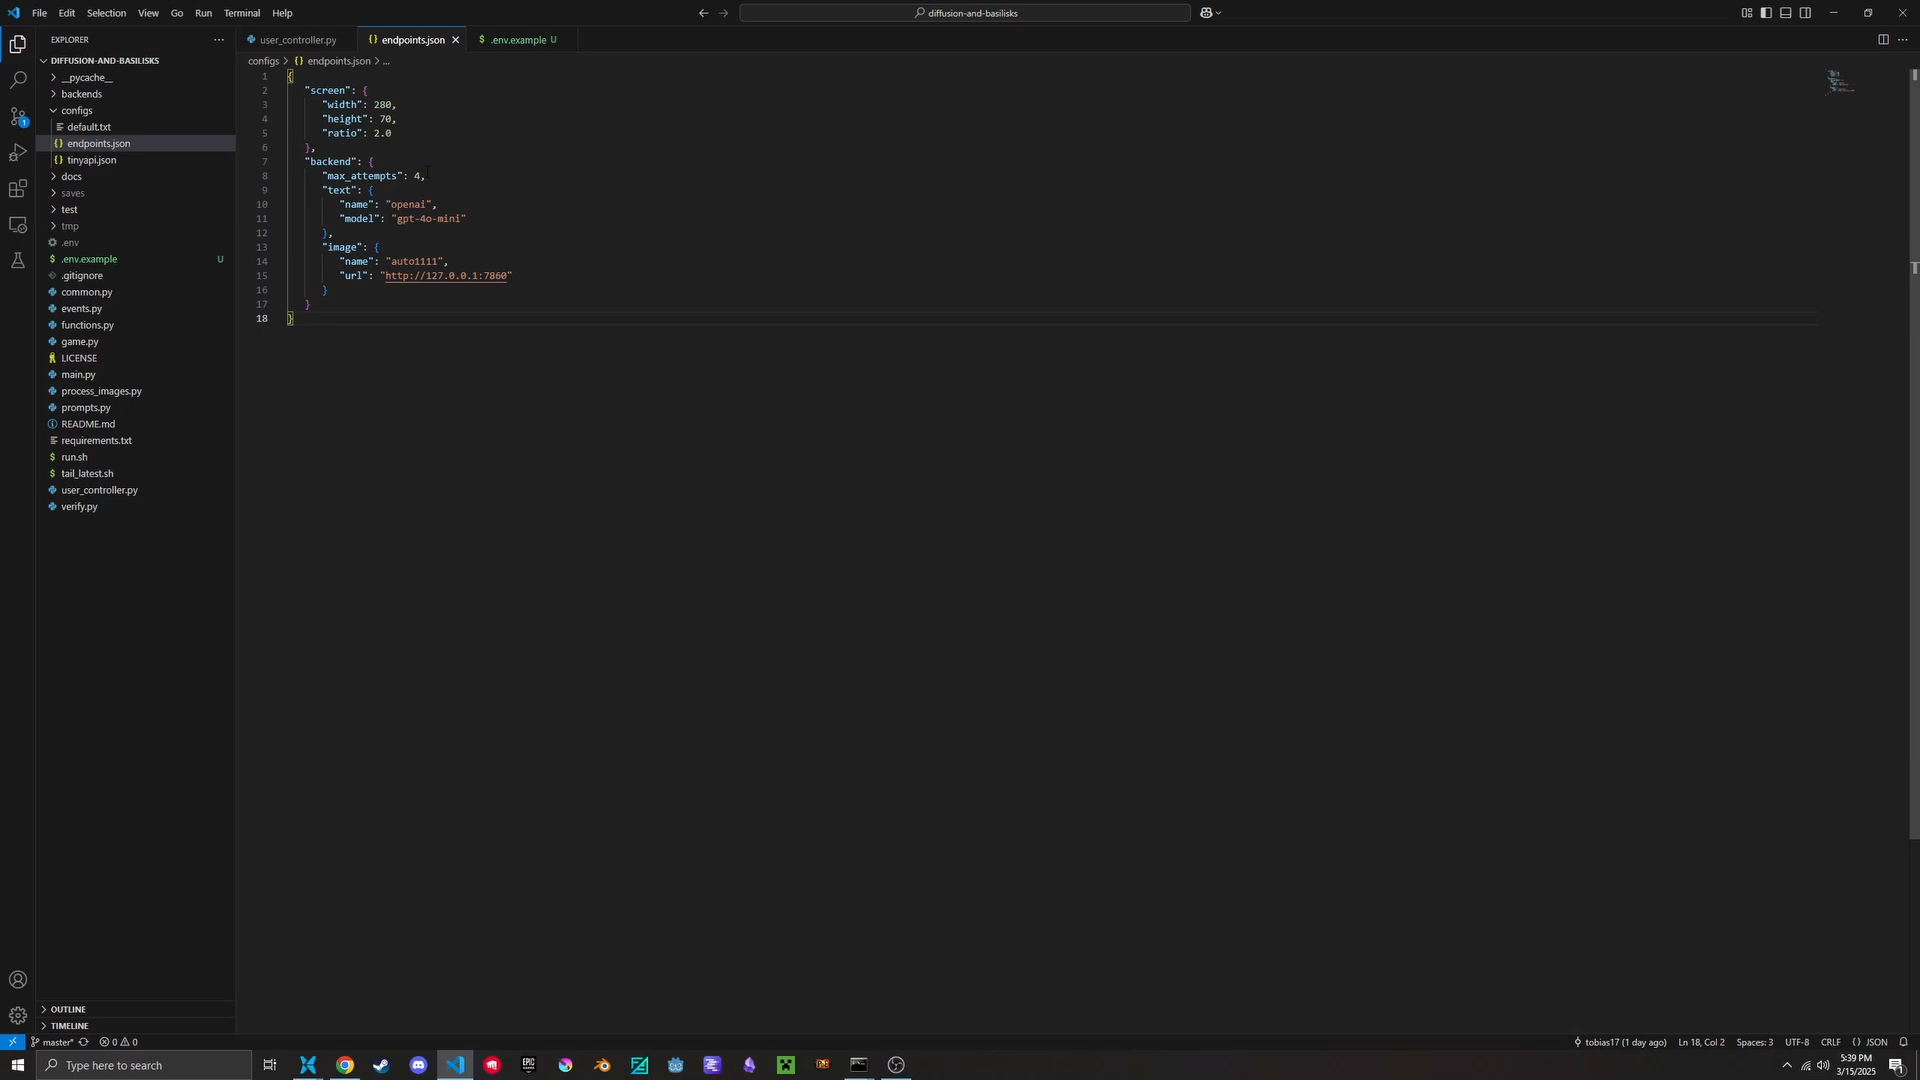 File Edit Selection View Go Run Terminal Help
diffusion-and-basilisks
EXPLORER
DIFFUSION-AND-BASILISKS
__pycache__
backends
configs
default.txt
endpoints.json
tinyapi.json
docs
saves
test
tmp
.env
.env.example U
.gitignore
common.py
events.py
functions.py
game.py
LICENSE
main.py
process_images.py
prompts.py
README.md
requirements.txt
run.sh
tail_latest.sh
user_controller.py
verify.py
OUTLINE
TIMELINE
user_controller.py {} endpoints.json $ .env.example U
configs > {} endpoints.json > ...
1 {
2 "screen": {
3 "width": 280,
4 "height": 70,
5 "ratio": 2.0
6 },
7 "backend": {
8 "max_attempts": 4,
9 "text": {
10 "name": "openai",
11 "model": "gpt-4o-mini"
12 },
13 "image": {
14 "name": "auto1111",
15 "url": "http://127.0.0.1:7860"
16 }
17 }
18 }
master* 0 0 tobias17 (1 day ago) Ln 18, Col 2 Spaces: 3 UTF-8 CRLF {} JSON
Type here to search
EPIC GAMES
5:39 PM
3/15/2025